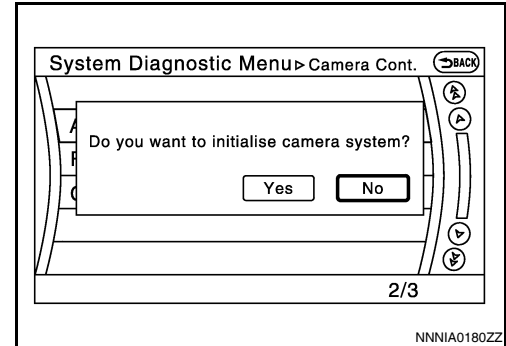 System Diagnostic Menu▷Camera Cont.
BACK
Do you want to initialise camera system?
Yes
No
2/3
NNNIA0180ZZ